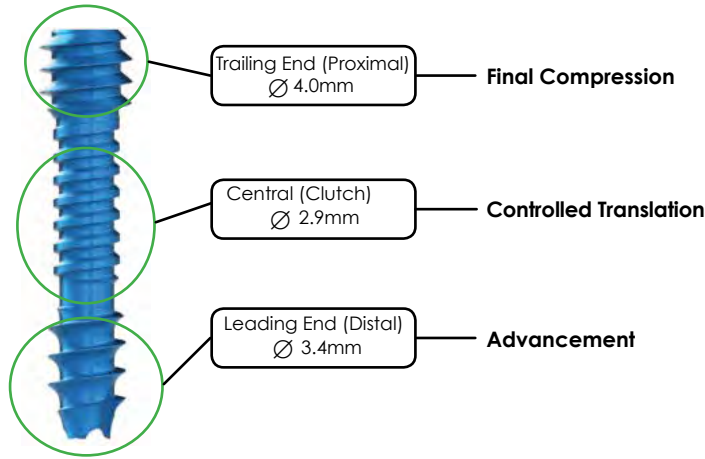 Trailing End (Proximal)
∅ 4.0mm
Final Compression
Central (Clutch)
∅ 2.9mm
Controlled Translation
Leading End (Distal)
∅ 3.4mm
Advancement